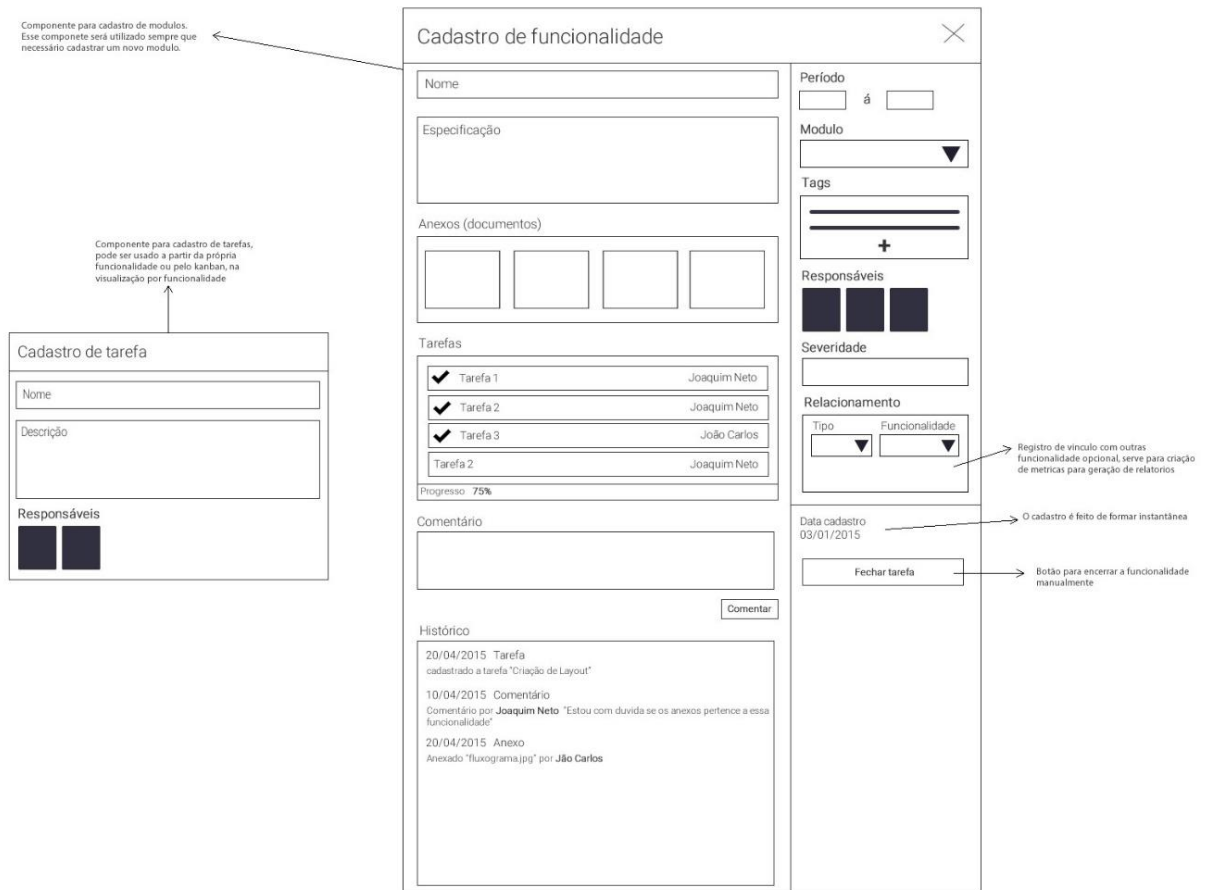 Componente para cadastro de modulos.
Esse componete será utilizado sempre que
necessário cadastrar um novo modulo.
Componente para cadastro de tarefas,
pode ser usado a partir da própria
funcionalidade ou pelo kanban, na
visualização por funcionalidade
Cadastro de tarefa
Nome
Descrição
Responsáveis
Cadastro de funcionalidade
Nome
Especificação
Anexos (documentos)
Tarefas
Tarefa 1 Joaquim Neto
Tarefa 2 Joaquim Neto
Tarefa 3 João Carlos
Tarefa 2 Joaquim Neto
Progresso 75%
Comentário
Comentar
Histórico
20/04/2015 Tarefa
cadastrado a tarefa "Criação de Layout"
10/04/2015 Comentário
Comentário por Joaquim Neto "Estou com duvida se os anexos pertence a essa
funcionalidade"
20/04/2015 Anexo
Anexado "fluxograma.jpg" por Jão Carlos
Período
á
Modulo
Tags
+
Responsáveis
Severidade
Relacionamento
Tipo Funcionalidade
Data cadastro
03/01/2015
Fechar tarefa
Registro de vinculo com outras
funcionalidade opcional, serve para criação
de metricas para geração de relatorios
O cadastro é feito de formar instantânea
Botão para encerrar a funcionalidade
manualmente